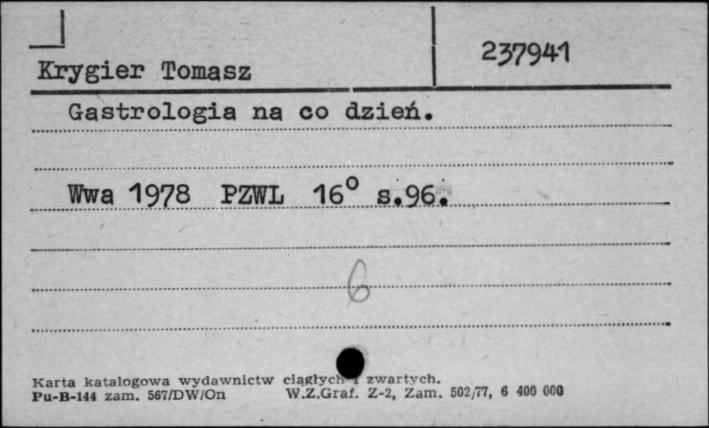 237941
Krygier Tomasz
Gastrologia na co dzień.
Wwa 1978 PZWL 16° s.96.
6
Karta katalogowa wydawnictw ciągłych i zwartych.
Pu-B-144 zam. 567/DW/On W.Z.Graf. Z-2, Zam. 502/77, 6 400 000